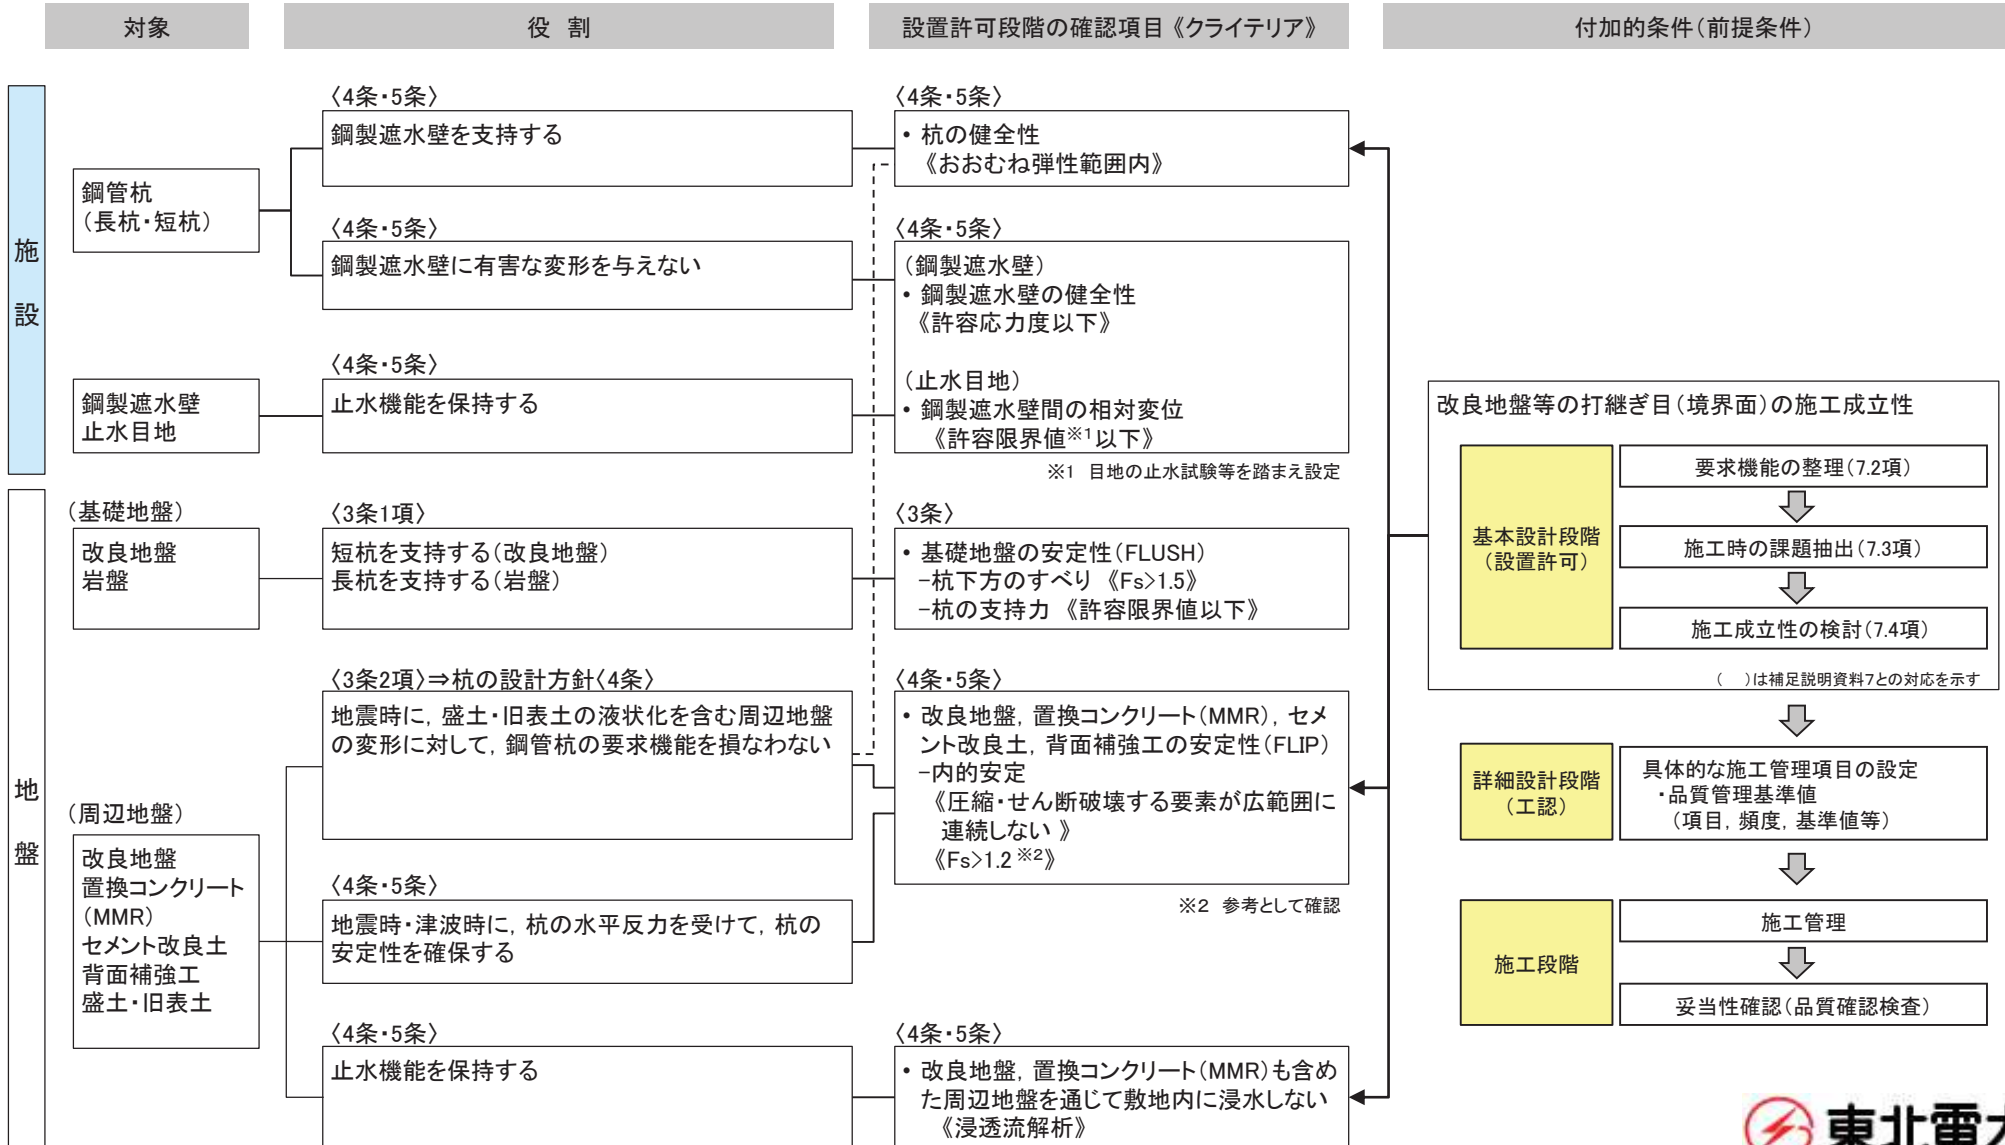 対象
役 割
設置許可段階の確認項目《クライテリア》
付加的条件(前提条件)
施設
鋼管杭
(長杭・短杭)
〈4条・5条〉
鋼製遮水壁を支持する
〈4条・5条〉
• 杭の健全性
《おおむね弾性範囲内》
〈4条・5条〉
鋼製遮水壁に有害な変形を与えない
〈4条・5条〉
(鋼製遮水壁)
• 鋼製遮水壁の健全性
《許容応力度以下》
(止水目地)
• 鋼製遮水壁間の相対変位
《許容限界値※1以下》
※1 目地の止水試験等を踏まえ設定
鋼製遮水壁
止水目地
〈4条・5条〉
止水機能を保持する
地盤
(基礎地盤)
改良地盤
岩盤
〈3条1項〉
短杭を支持する(改良地盤)
長杭を支持する(岩盤)
〈3条〉
• 基礎地盤の安定性(FLUSH)
-杭下方のすべり 《Fs>1.5》
-杭の支持力 《許容限界値以下》
(周辺地盤)
改良地盤
置換コンクリート
(MMR)
セメント改良土
背面補強工
盛土・旧表土
〈3条2項〉⇒杭の設計方針〈4条〉
地震時に, 盛土・旧表土の液状化を含む周辺地盤
の変形に対して, 鋼管杭の要求機能を損なわない
〈4条・5条〉
• 改良地盤, 置換コンクリート(MMR), セメ
ント改良土, 背面補強工の安定性(FLIP)
-内的安定
《圧縮・せん断破壊する要素が広範囲に
連続しない 》
《Fs>1.2※2》
※2 参考として確認
〈4条・5条〉
地震時・津波時に, 杭の水平反力を受けて, 杭の
安定性を確保する
〈4条・5条〉
止水機能を保持する
〈4条・5条〉
• 改良地盤, 置換コンクリート(MMR)も含め
た周辺地盤を通じて敷地内に浸水しない
《浸透流解析》
改良地盤等の打継ぎ目(境界面)の施工成立性
基本設計段階
(設置許可)
要求機能の整理(7.2項)
施工時の課題抽出(7.3項)
施工成立性の検討(7.4項)
( )は補足説明資料7との対応を示す
詳細設計段階
(工認)
具体的な施工管理項目の設定
・品質管理基準値
(項目, 頻度, 基準値等)
施工段階
施工管理
妥当性確認(品質確認検査)
東北電